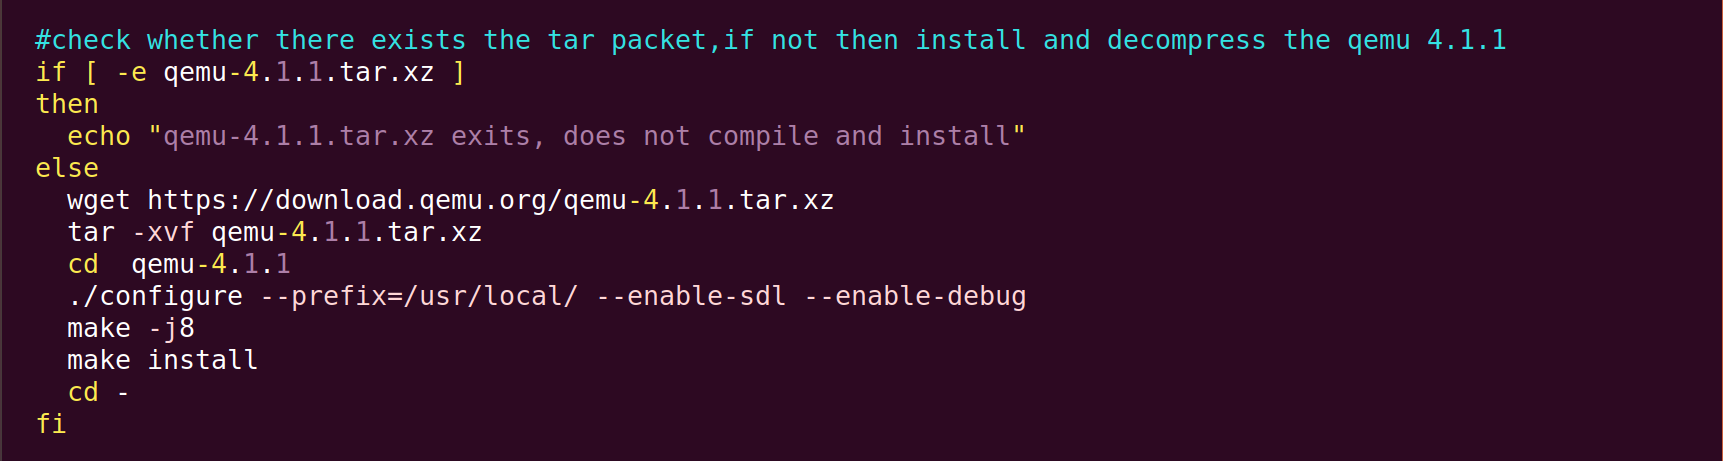 #check whether there exists the tar packet,if not then install and decompress the qemu 4.1.1
if [ -e qemu-4.1.1.tar.xz ]
then
  echo "qemu-4.1.1.tar.xz exits, does not compile and install"
else
  wget https://download.qemu.org/qemu-4.1.1.tar.xz
  tar -xvf qemu-4.1.1.tar.xz
  cd  qemu-4.1.1
  ./configure --prefix=/usr/local/ --enable-sdl --enable-debug
  make -j8
  make install
  cd -
fi